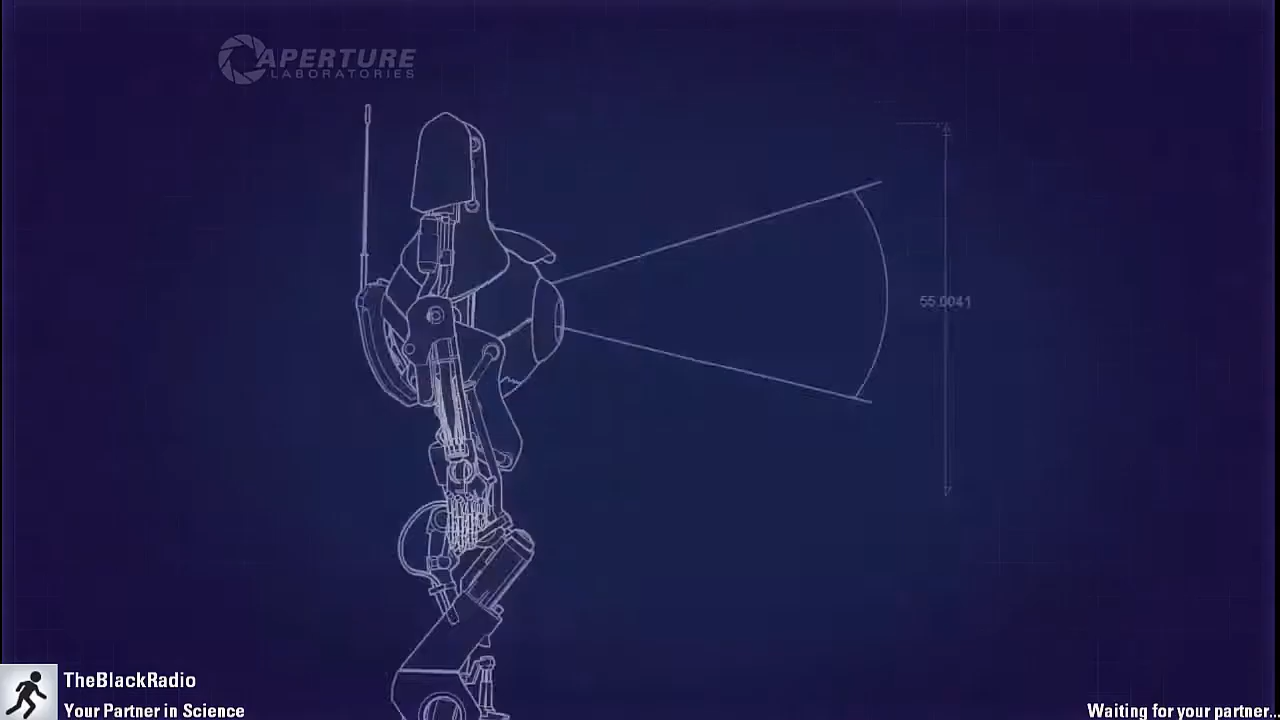 APERTURE
LABORATORIES
55.0041
TheBlackRadio
Your Partner in Science
Waiting for your partner...